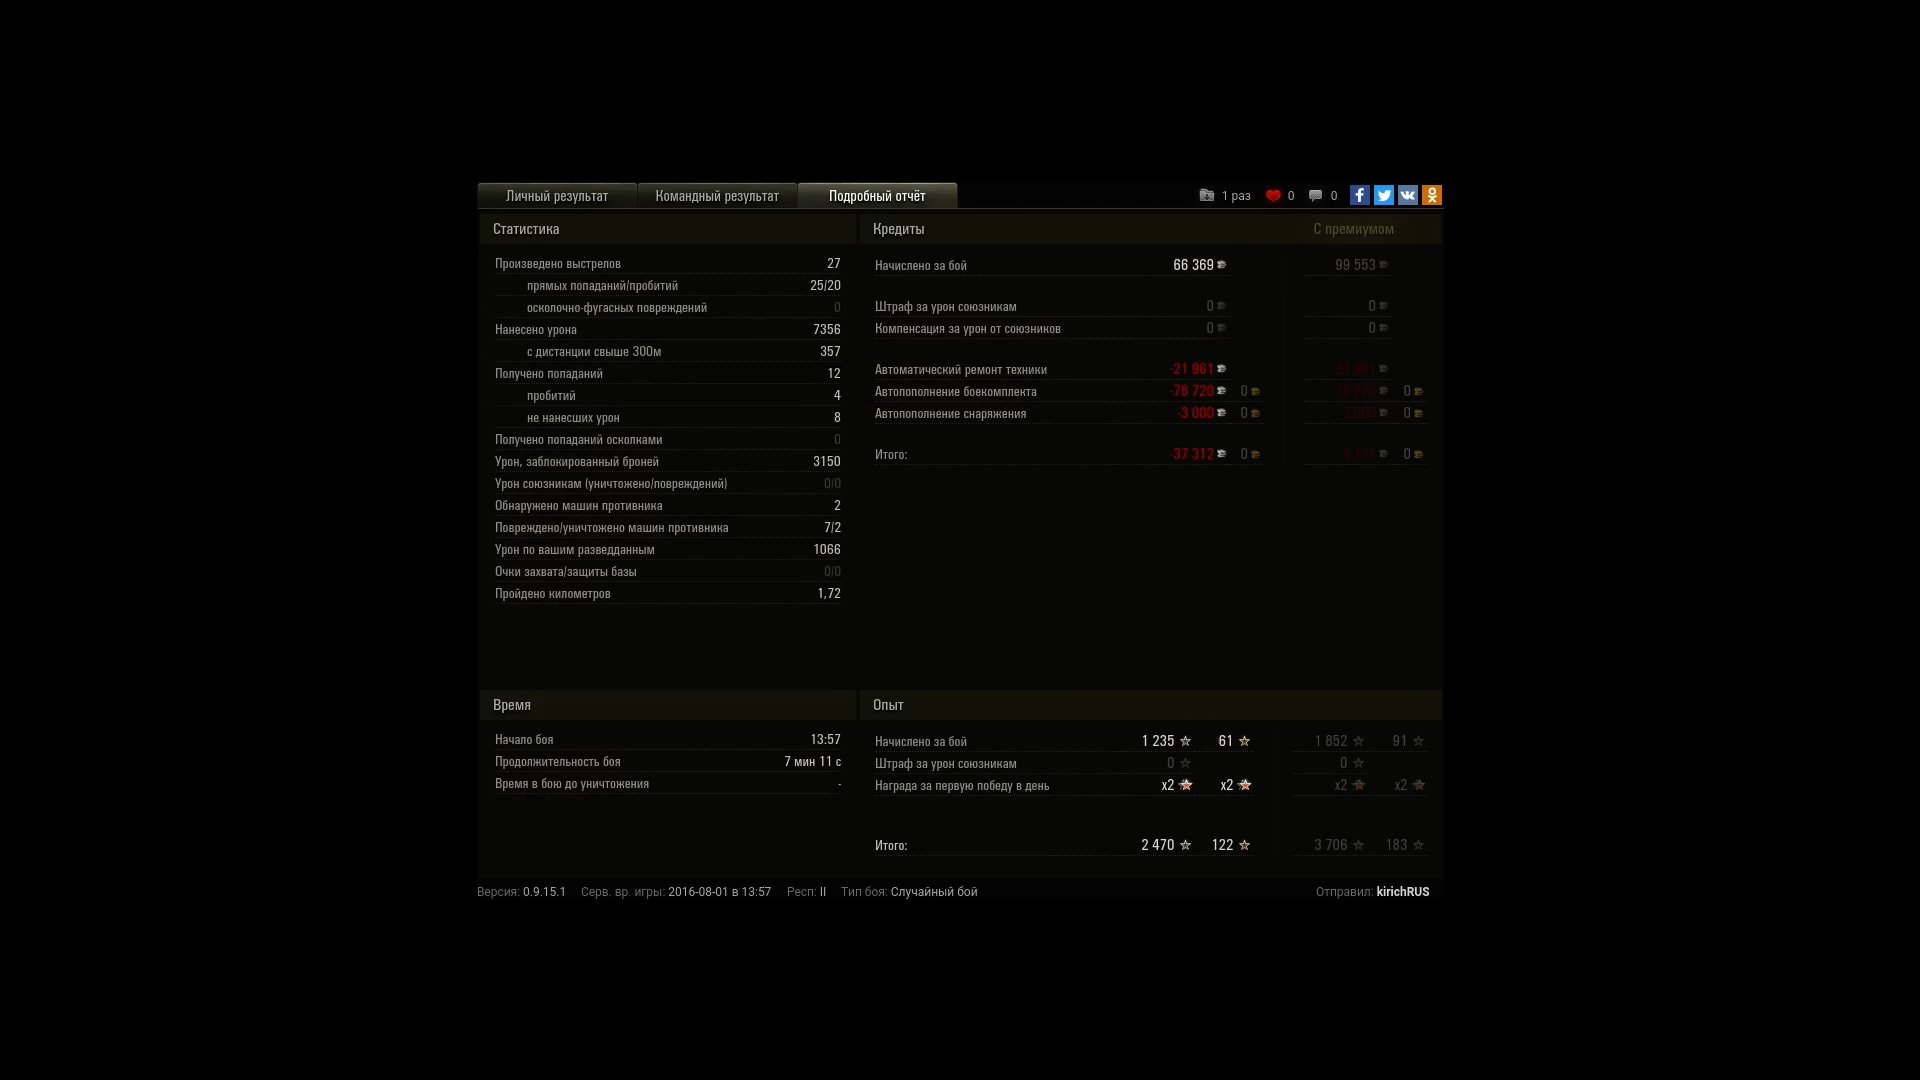 Личный результат Командный результат Подробный отчёт 1 раз 0 0
Статистика
Произведено выстрелов 27
прямых попаданий/пробитий 25/20
осколочно-фугасных повреждений 0
Нанесено урона 7356
с дистанции свыше 300м 357
Получено попаданий 12
пробитий 4
не нанесших урон 8
Получено попаданий осколками 0
Урон, заблокированный броней 3150
Урон союзникам (уничтожено/повреждений) 0/0
Обнаружено машин противника 2
Повреждено/уничтожено машин противника 7/2
Урон по вашим разведданным 1066
Очки захвата/защиты базы 0/0
Пройдено километров 1,72
Кредиты С премиумом
Начислено за бой 66 369 99 553
Штраф за урон союзникам 0 0
Компенсация за урон от союзников 0 0
Автоматический ремонт техники -21 961 -21 961
Автопополнение боекомплекта -78 720 0 0
Автопополнение снаряжения -3 000 0 0
Итого: -37 312 0 0
Время
Начало боя 13:57
Продолжительность боя 7 мин 11 с
Время в бою до уничтожения -
Опыт
Начислено за бой 1 235 61 1 852 91
Штраф за урон союзникам 0 0
Награда за первую победу в день x2 x2 x2 x2
Итого: 2 470 122 3 706 183
Версия: 0.9.15.1 Серв. вр. игры: 2016-08-01 в 13:57 Респ: II Тип боя: Случайный бой Отправил: kirichRUS